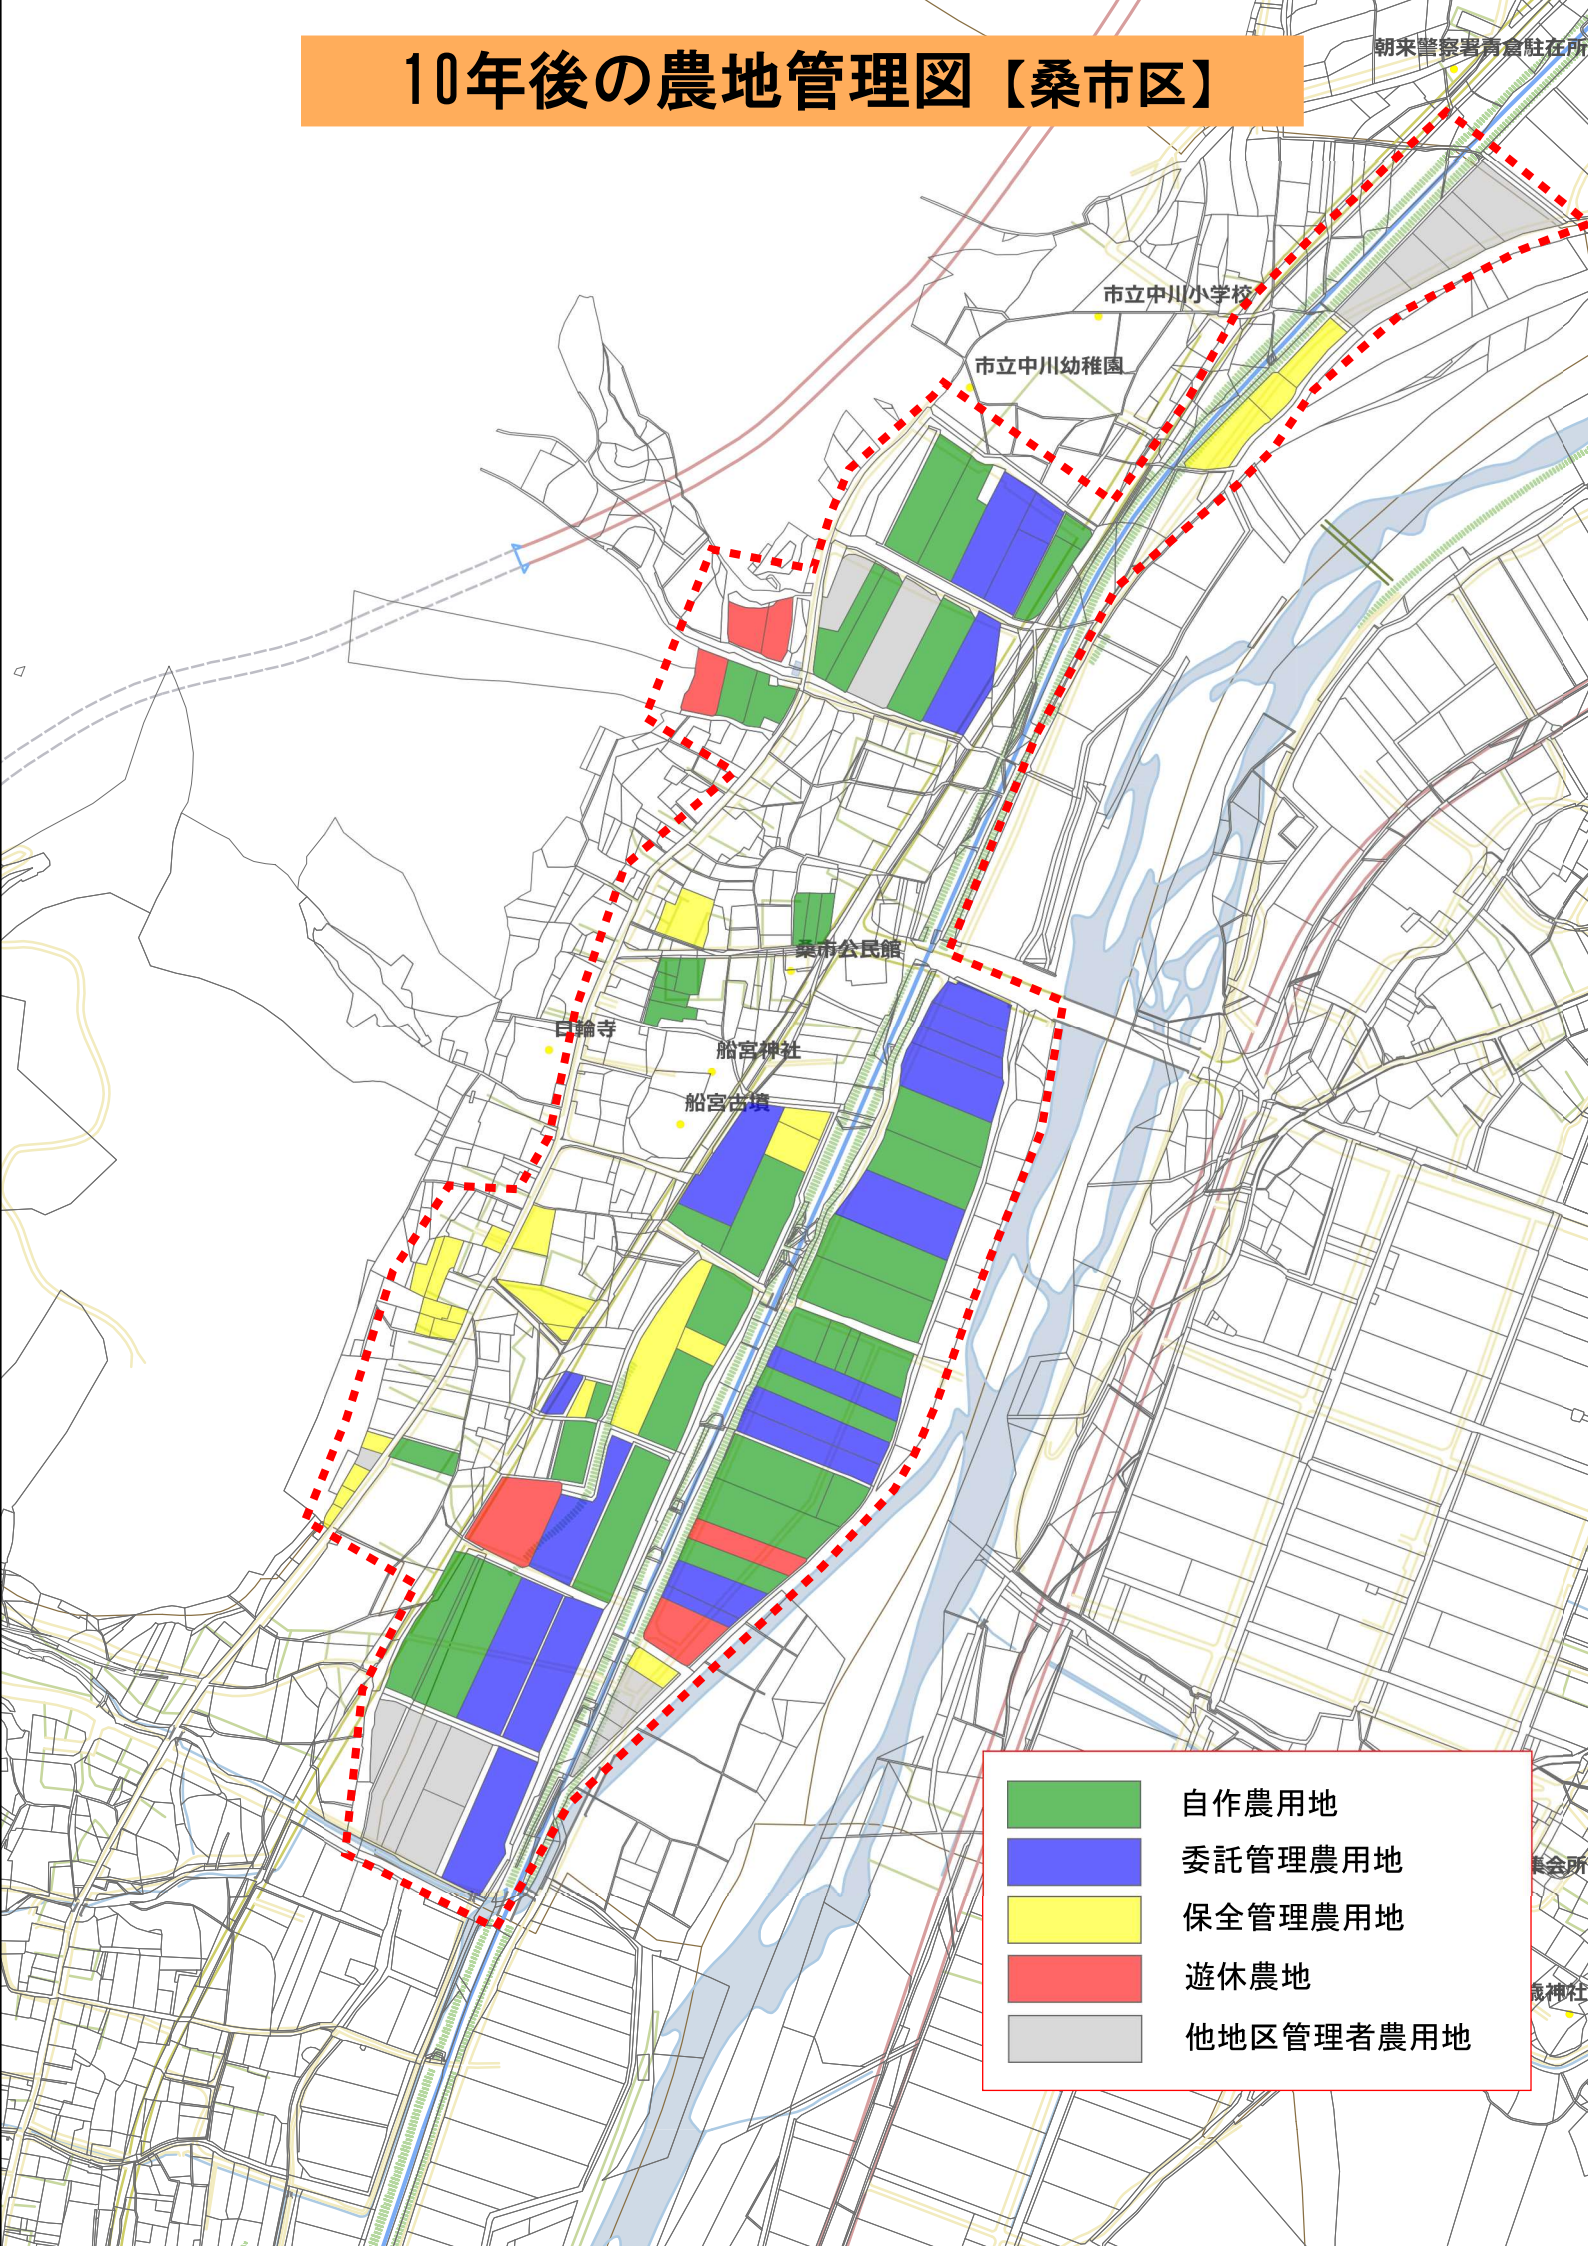 10年後の農地管理図【桑市区】
朝来警察署青倉駐在所
市立中川小学校
市立中川幼稚園
桑市公民館
日輪寺
船宮神社
船宮古墳
自作農用地
委託管理農用地
集会所
保全管理農用地
遊休農地
歳神社
他地区管理者農用地